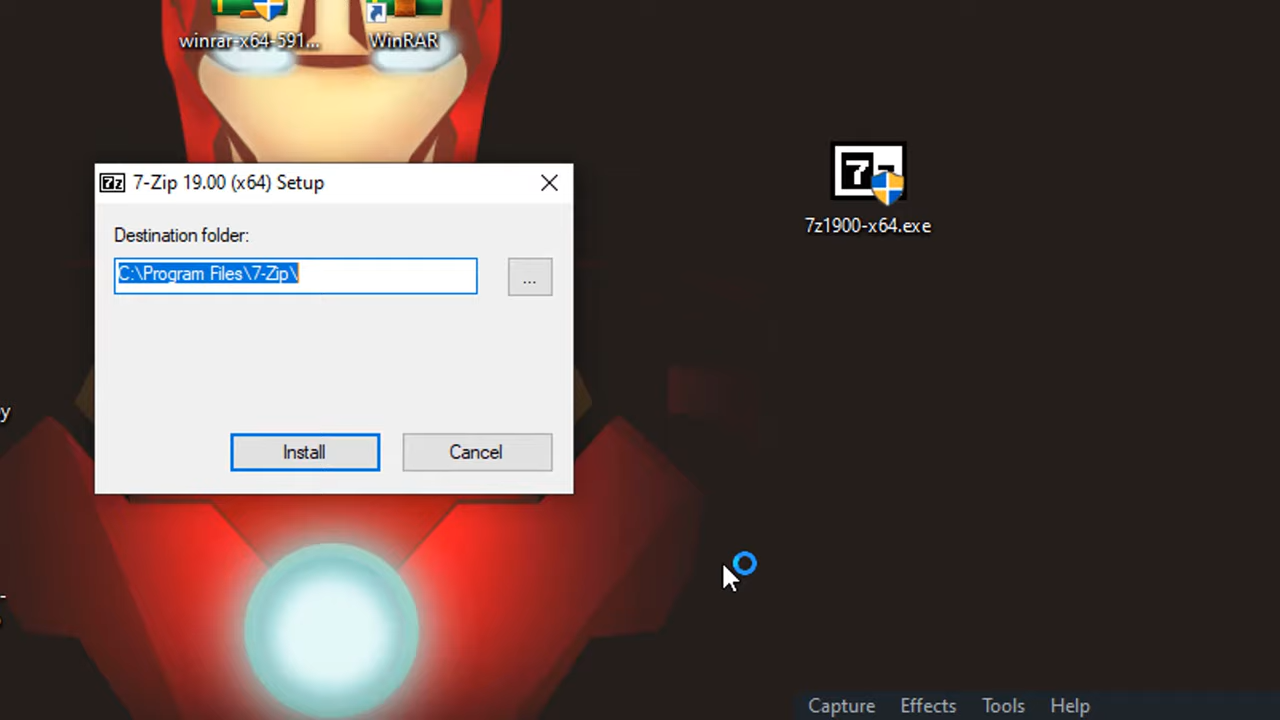 winrar-x64-591...
WinRAR
7-Zip 19.00 (x64) Setup
Destination folder:
C:\Program Files\7-Zip\
...
Install
Cancel
7z1900-x64.exe
Capture Effects Tools Help